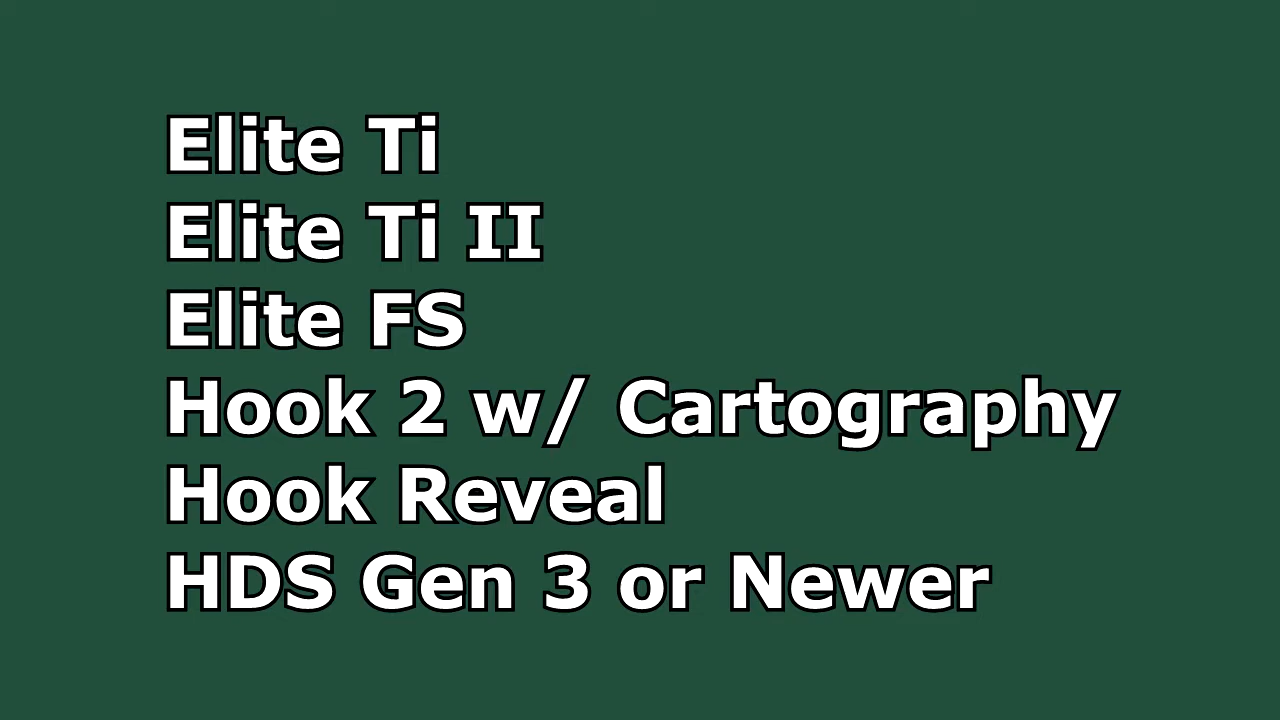 Elite Ti
Elite Ti II
Elite FS
Hook 2 w/ Cartography
Hook Reveal
HDS Gen 3 or Newer